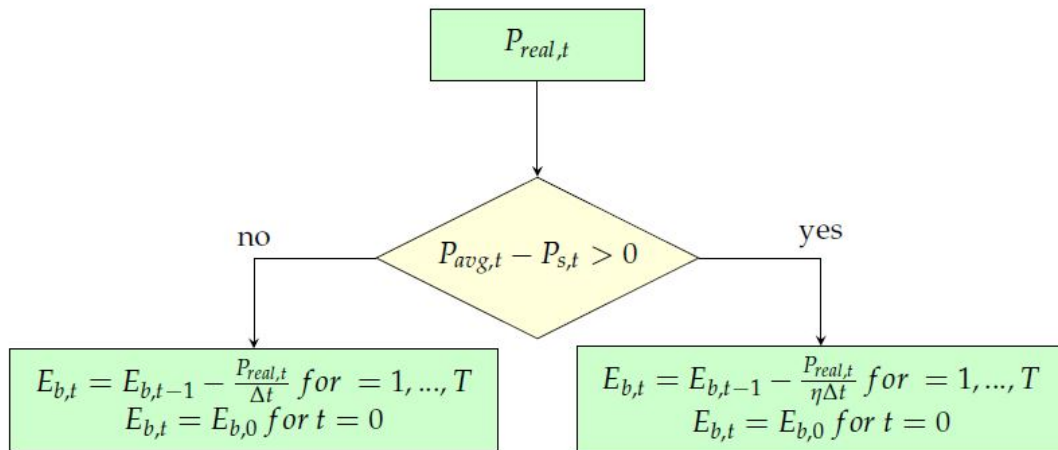 P_{real,t}
P_{avg,t} − P_{s,t} > 0
no
yes
E_{b,t} = E_{b,t−1} − \frac{P_{real,t}}{Δt} for = 1, ..., T
E_{b,t} = E_{b,0} for t = 0
E_{b,t} = E_{b,t−1} − \frac{P_{real,t}}{ηΔt} for = 1, ..., T
E_{b,t} = E_{b,0} for t = 0